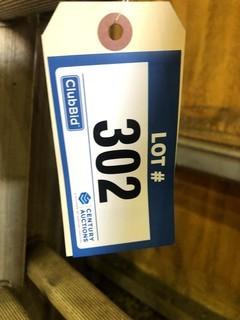 LOT #
302
ClubBid
CENTURY
AUCTIONS